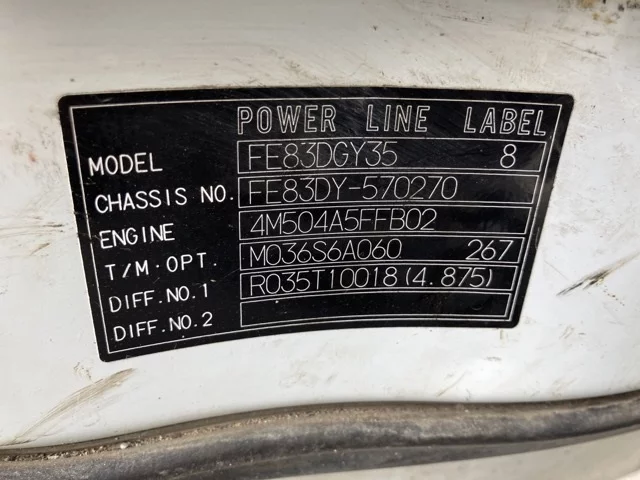 POWER LINE LABEL
MODEL FE83DGY35 8
CHASSIS NO. FE83DY-570270
ENGINE 4M504A5FFB02
T/M·OPT. M036S6A060 267
DIFF.NO.1 R035T10018(4.875)
DIFF.NO.2